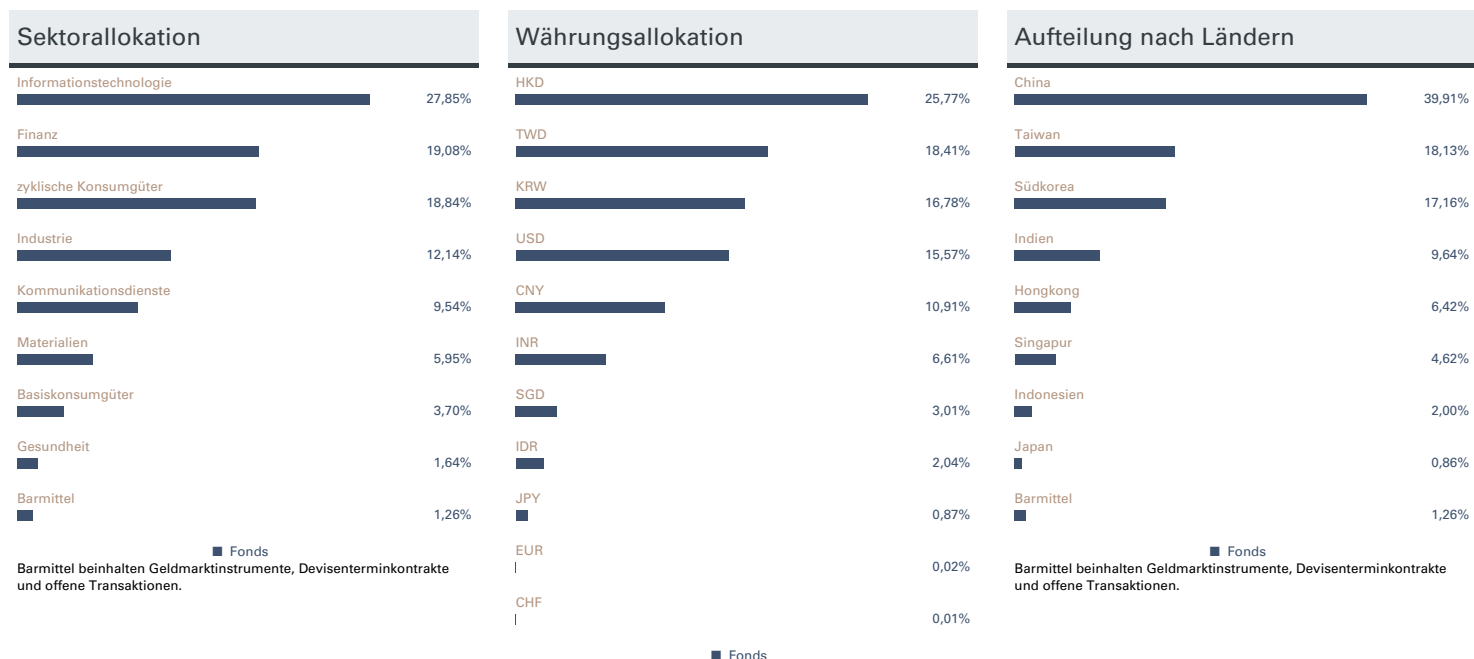 Sektorallokation
Informationstechnologie
27,85%
Finanz
19,08%
zyklische Konsumgüter
18,84%
Industrie
12,14%
Kommunikationsdienste
9,54%
Materialien
5,95%
Basiskonsumgüter
3,70%
Gesundheit
1,64%
Barmittel
1,26%
Fonds
Barmittel beinhalten Geldmarktinstrumente, Devisenterminkontrakte
und offene Transaktionen.
Währungsallokation
HKD
25,77%
TWD
18,41%
KRW
16,78%
USD
15,57%
CNY
10,91%
INR
6,61%
SGD
3,01%
IDR
2,04%
JPY
0,87%
EUR
0,02%
CHF
0,01%
Fonds
Aufteilung nach Ländern
China
39,91%
Taiwan
18,13%
Südkorea
17,16%
Indien
9,64%
Hongkong
6,42%
Singapur
4,62%
Indonesien
2,00%
Japan
0,86%
Barmittel
1,26%
Fonds
Barmittel beinhalten Geldmarktinstrumente, Devisenterminkontrakte
und offene Transaktionen.